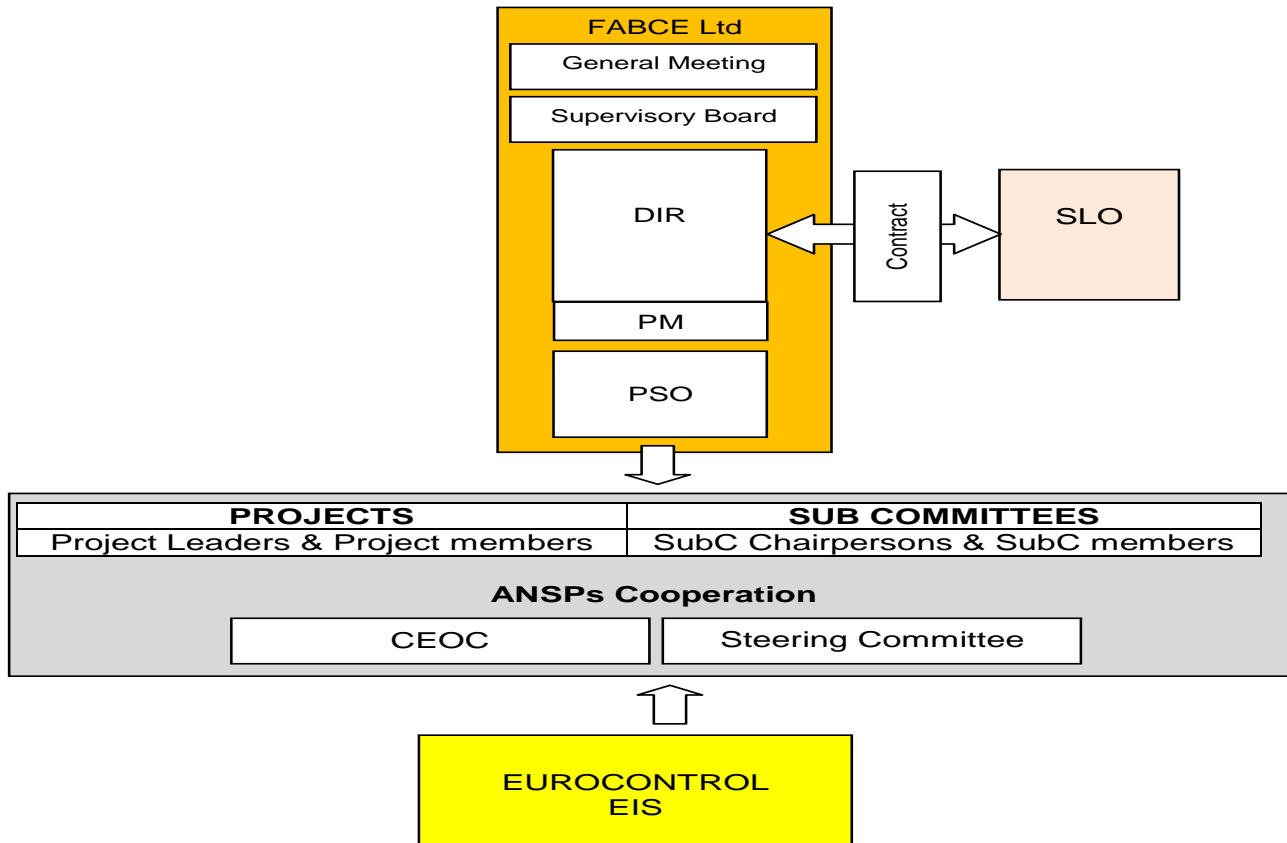 FABCE Ltd
General Meeting
Supervisory Board
DIR
Contract
SLO
PM
PSO
PROJECTS
SUB COMMITTEES
Project Leaders & Project members
SubC Chairpersons & SubC members
ANSPs Cooperation
CEOC
Steering Committee
EUROCONTROL
EIS